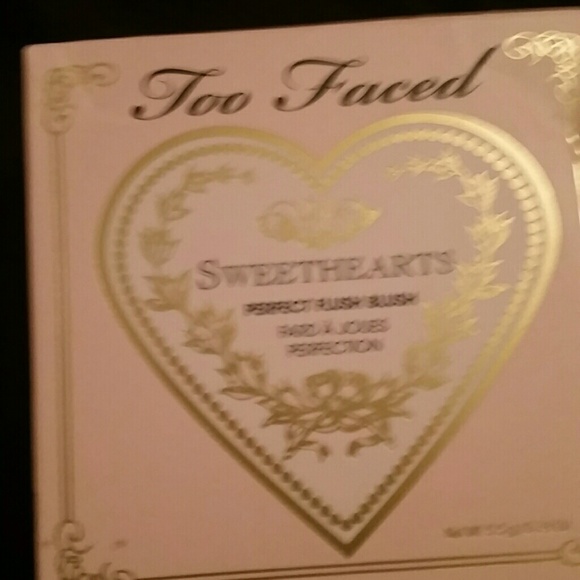 Too Faced
SWEETHEARTS
PERFECT FLUSH BLUSH
FARD À JOUES
PERFECTION